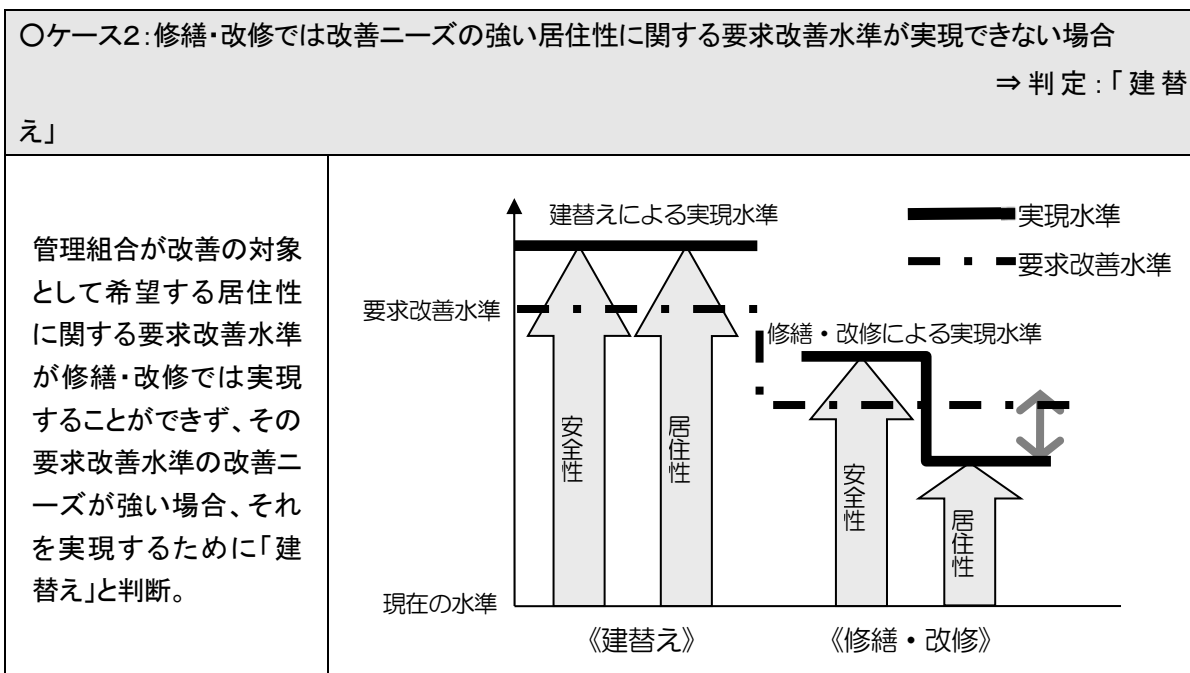 〇ケース2:修繕・改修では改善ニーズの強い居住性に関する要求改善水準が実現できない場合
⇒判定:「建替
え」
管理組合が改善の対象
として希望する居住性
に関する要求改善水準
が修繕・改修では実現
することができず、その
要求改善水準の改善ニ
ーズが強い場合、それ
を実現するために「建
替え」と判断。
建替えによる実現水準
実現水準
要求改善水準
要求改善水準
修繕・改修による実現水準
安全性
居住性
安全性
居住性
現在の水準
《建替え》
《修繕・改修》